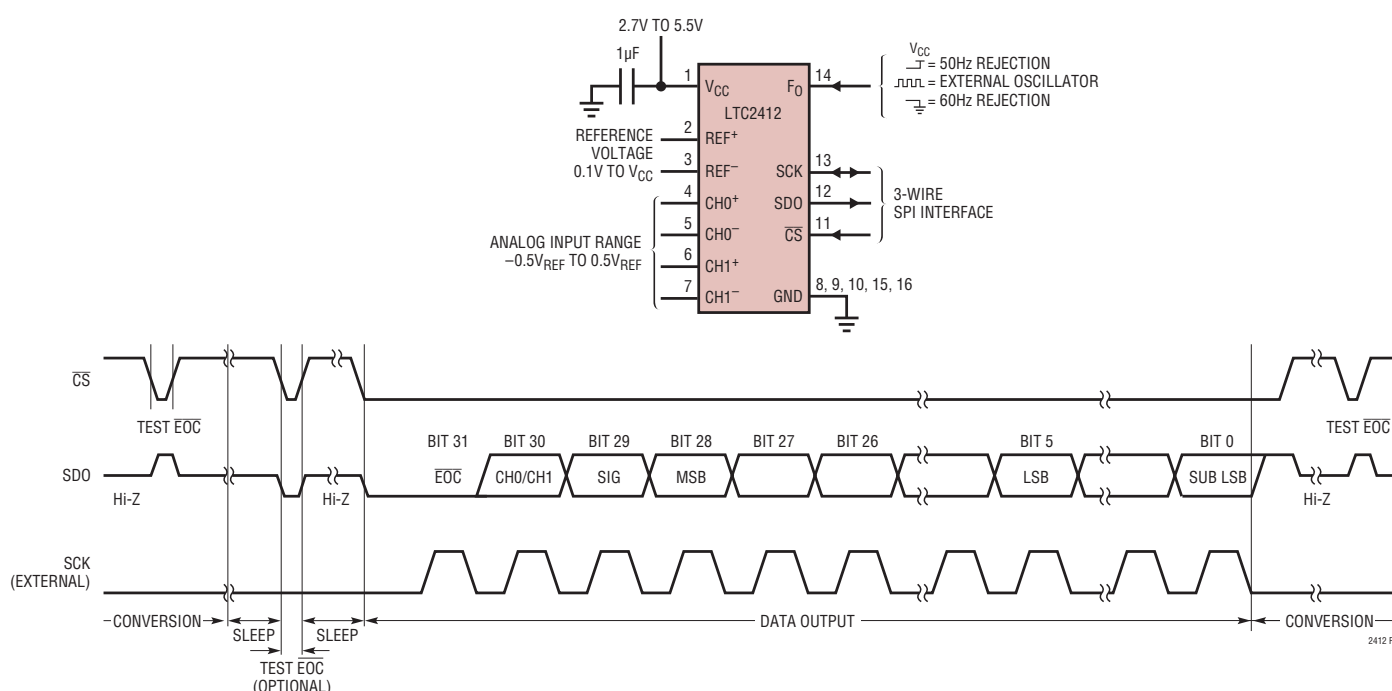 2.7V TO 5.5V
1µF
1
VCC
FO
14
VCC
= 50Hz REJECTION
= EXTERNAL OSCILLATOR
= 60Hz REJECTION
LTC2412
REFERENCE
VOLTAGE
0.1V TO VCC
2
REF+
3
REF−
SCK
13
SDO
12
CS
11
3-WIRE
SPI INTERFACE
ANALOG INPUT RANGE
−0.5VREF TO 0.5VREF
4
CH0+
5
CH0−
6
CH1+
7
CH1−
GND
8, 9, 10, 15, 16
CS
TEST EOC
TEST EOC
BIT 31
BIT 30
BIT 29
BIT 28
BIT 27
BIT 26
BIT 5
BIT 0
SDO
EOC
CH0/CH1
SIG
MSB
LSB
SUB LSB
Hi-Z
Hi-Z
Hi-Z
SCK
(EXTERNAL)
CONVERSION
SLEEP
SLEEP
DATA OUTPUT
CONVERSION
TEST EOC
(OPTIONAL)
2412 F